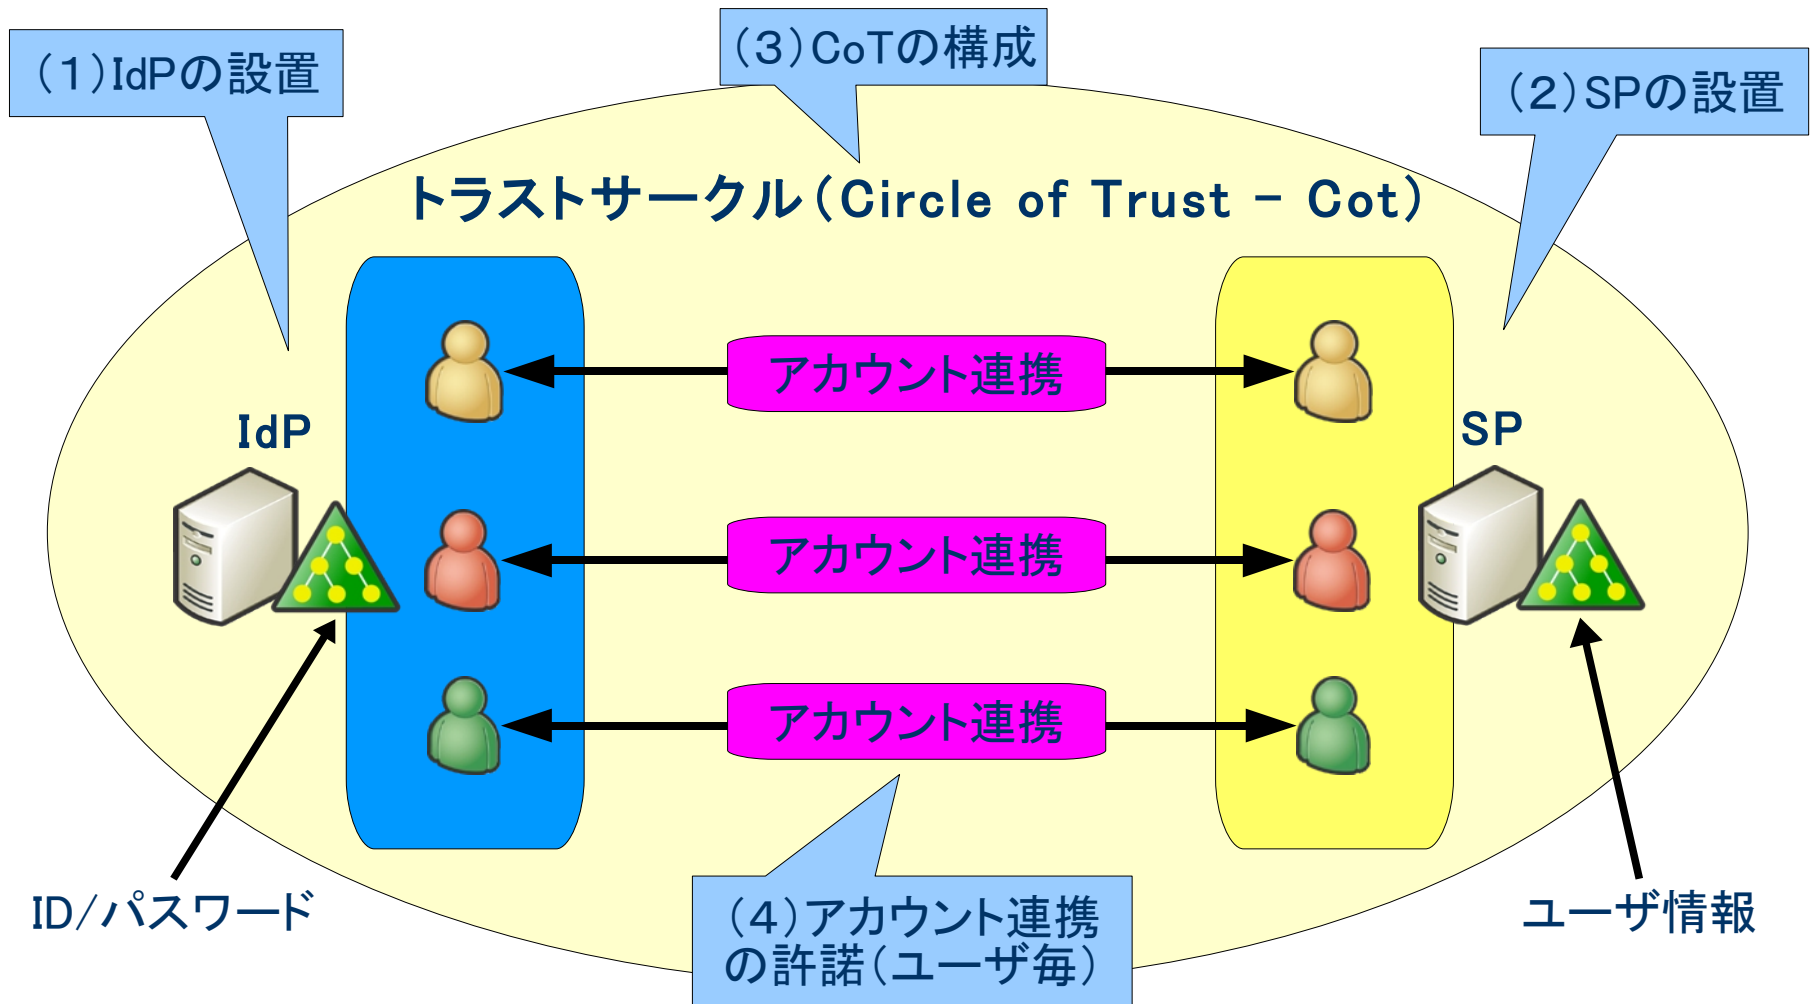 (1)IdPの設置
(3)CoTの構成
(2)SPの設置
トラストサークル(Circle of Trust - Cot)
アカウント連携
IdP
SP
アカウント連携
アカウント連携
ID/パスワード
(4)アカウント連携
の許諾(ユーザ毎)
ユーザ情報